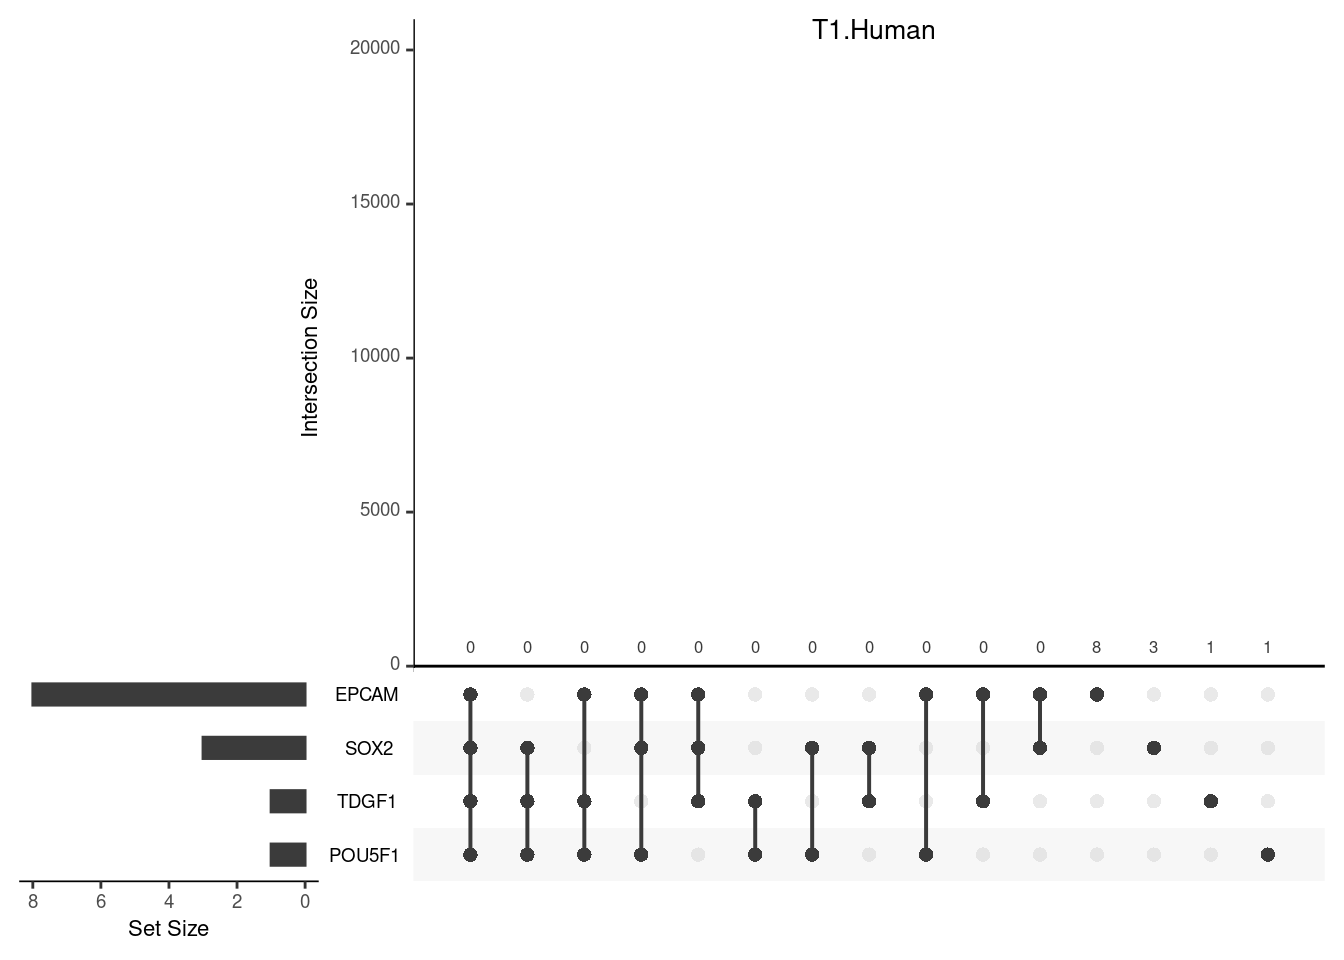 T1.Human
20000
15000
10000
5000
0
Intersection Size
0 0 0 0 0 0 0 0 0 0 0 8 3 1 1
EPCAM
SOX2
TDGF1
POU5F1
8 6 4 2 0
Set Size